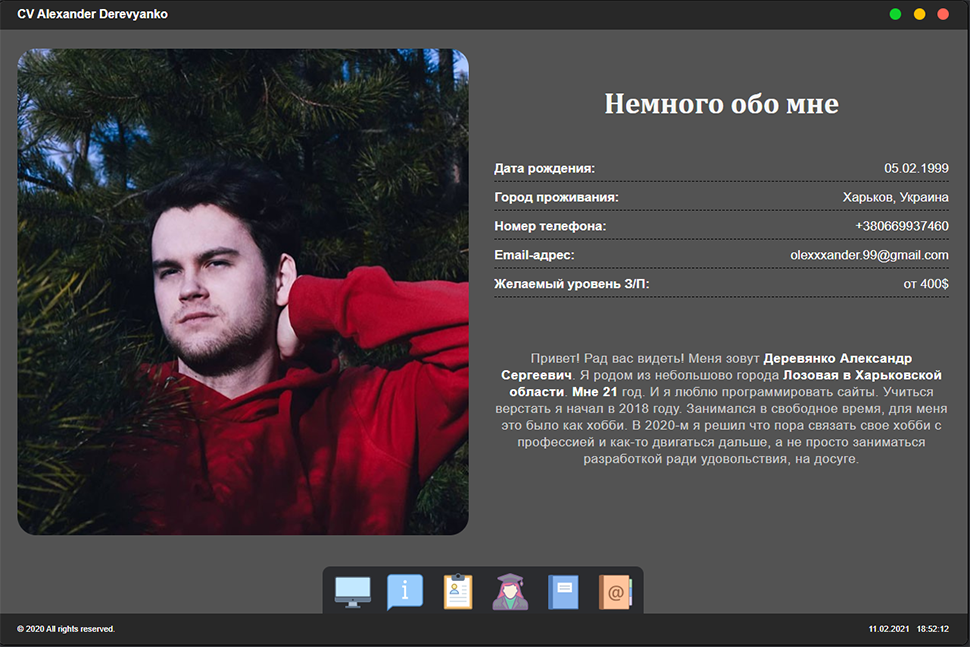 CV Alexander Derevyanko
Немного обо мне
Дата рождения: 05.02.1999
Город проживания: Харьков, Украина
Номер телефона: +380669937460
Email-адрес: olexxxander.99@gmail.com
Желаемый уровень З/П: от 400$
Привет! Рад вас видеть! Меня зовут Деревянко Александр
Сергеевич. Я родом из небольшово города Лозовая в Харьковской
области. Мне 21 год. И я люблю программировать сайты. Учиться
верстать я начал в 2018 году. Занимался в свободное время, для меня
это было как хобби. В 2020-м я решил что пора связать свое хобби с
профессией и как-то двигаться дальше, а не просто заниматься
разработкой ради удовольствия, на досуге.
i
@
© 2020 All rights reserved.
11.02.2021 18:52:12